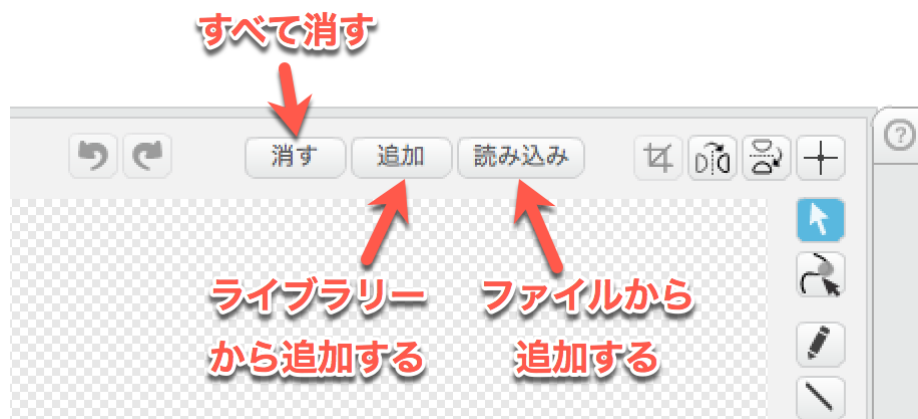 すべて消す
消す 追加 読み込み
?
ライブラリー
から追加する
ファイルから
追加する